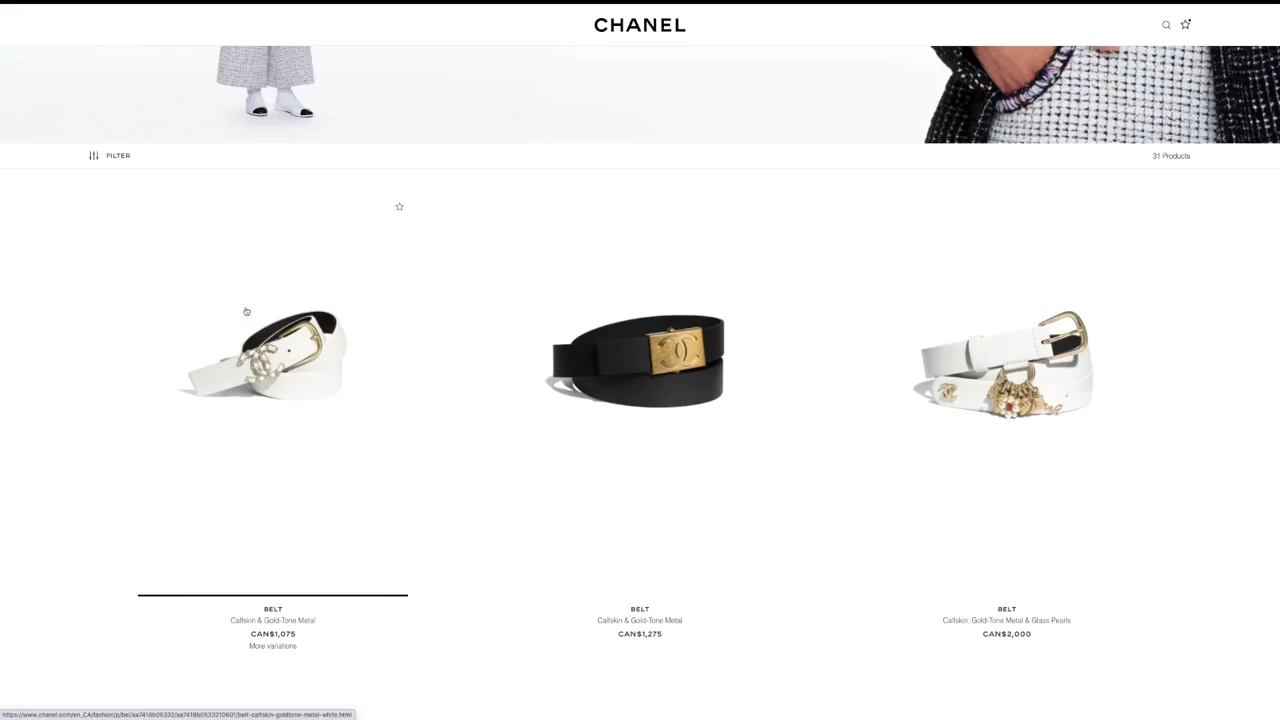 CHANEL
FILTER
31 Products
BELT
Calfskin & Gold-Tone Metal
CAN$1,075
More variations
BELT
Calfskin & Gold-Tone Metal
CAN$1,275
BELT
Calfskin, Gold-Tone Metal & Glass Pearls
CAN$2,000
https://www.chanel.com/en_CA/fashion/p/bel/aa7418b05332/aa7418b0533210601/belt-calfskin-goldtone-metal-white.html